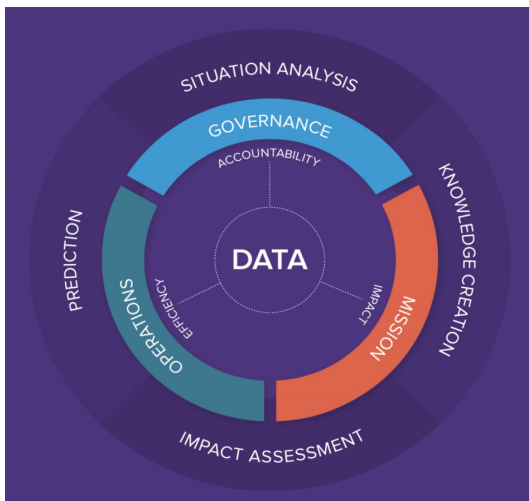 SITUATION ANALYSIS
GOVERNANCE
ACCOUNTABILITY
KNOWLEDGE CREATION
PREDICTION
DATA
EFFICIENCY
IMPACT
OPERATIONS
MISSION
IMPACT ASSESSMENT